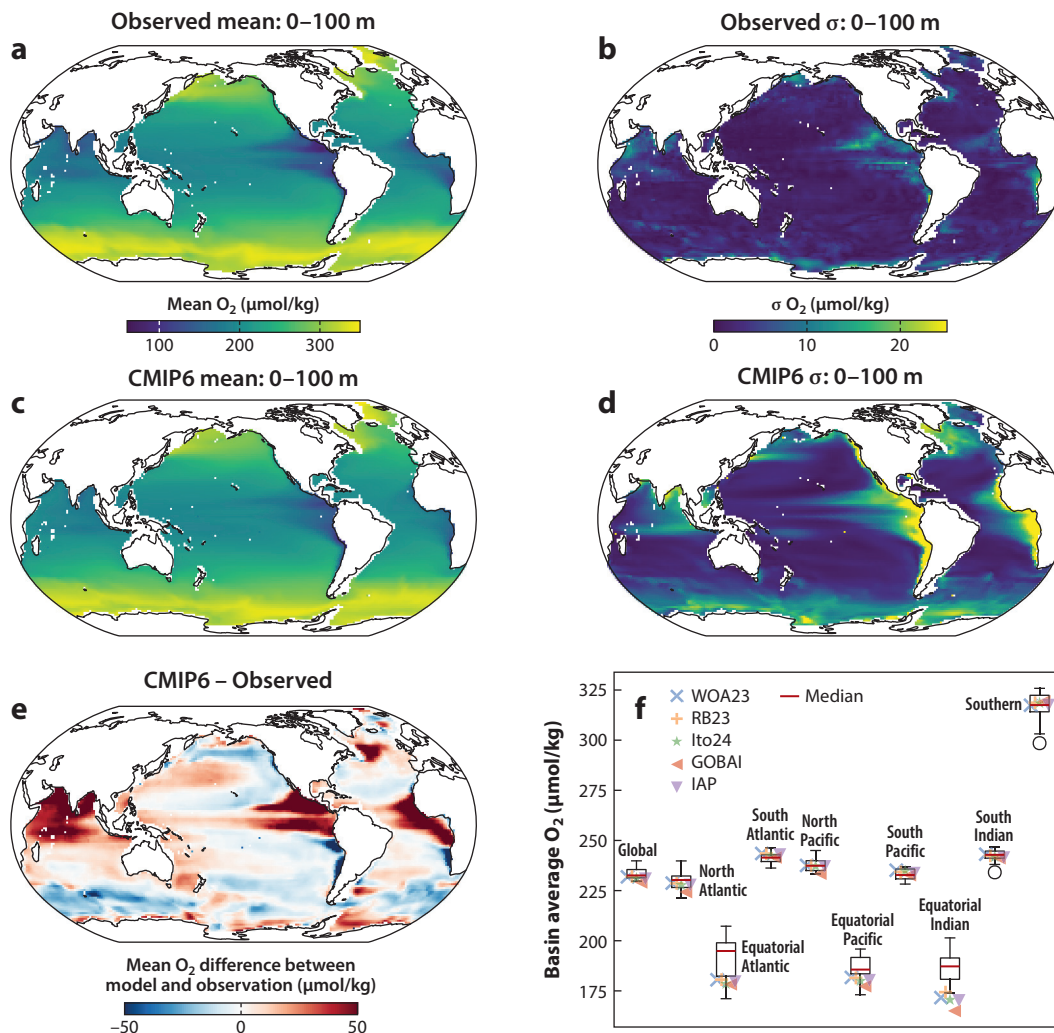 Observed mean: 0–100 m
a
Mean O₂ (μmol/kg)
100 200 300
Observed σ: 0–100 m
b
σ O₂ (μmol/kg)
0 10 20
CMIP6 mean: 0–100 m
c
CMIP6 σ: 0–100 m
d
CMIP6 – Observed
e
Mean O₂ difference between
model and observation (μmol/kg)
−50 0 50
f
Basin average O₂ (μmol/kg)
325
300
275
250
225
200
175
WOA23
RB23
Ito24
GOBAI
IAP
Median
Global
North
Atlantic
South
Atlantic
North
Pacific
Equatorial
Atlantic
South
Pacific
Equatorial
Pacific
South
Indian
Equatorial
Indian
Southern